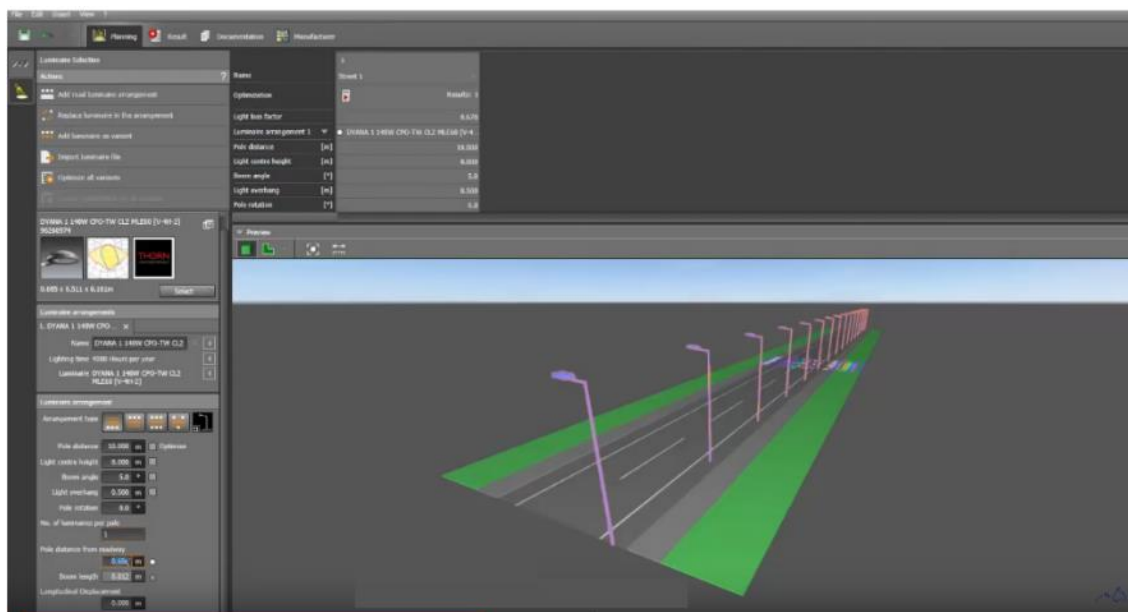 File Edit Insert View ?
Planning Result Documentation Manufacturer
Luminaire Selection
Actions ?
Add road luminaire arrangement
Replace luminaire in the arrangement
Add luminaire as variant
Import luminaire file
Optimize all variants
DYANA 1 140W CPO-TW CL2 MLE60 [V-4H-2]
THORN
Select
Luminaire arrangements
1. DYANA 1 140W CPO... x
Name DYANA 1 140W CPO-TW CL2
Lighting time 4000 Hours per year
Luminaire DYANA 1 140W CPO-TW CL2
MLE60 [V-4H-2]
Luminaire arrangement
Arrangement type
Pole distance 10.000 m Optimize
Light centre height 8.000 m
Boom angle 5.0 °
Light overhang 0.500 m
Pole rotation 0.0 °
No. of luminaires per pole
1
Pole distance from roadway
m
Boom length m
Longitudinal Displacement
0.000 m
1
Name Street 1
Optimization Results: 1
Light loss factor
Luminaire arrangement 1 DYANA 1 140W CPO-TW CL2 MLE60 [V-4...
Pole distance [m] 10.000
Light centre height [m] 8.000
Boom angle [°] 5.0
Light overhang [m] 0.500
Pole rotation [°] 0.0
Preview